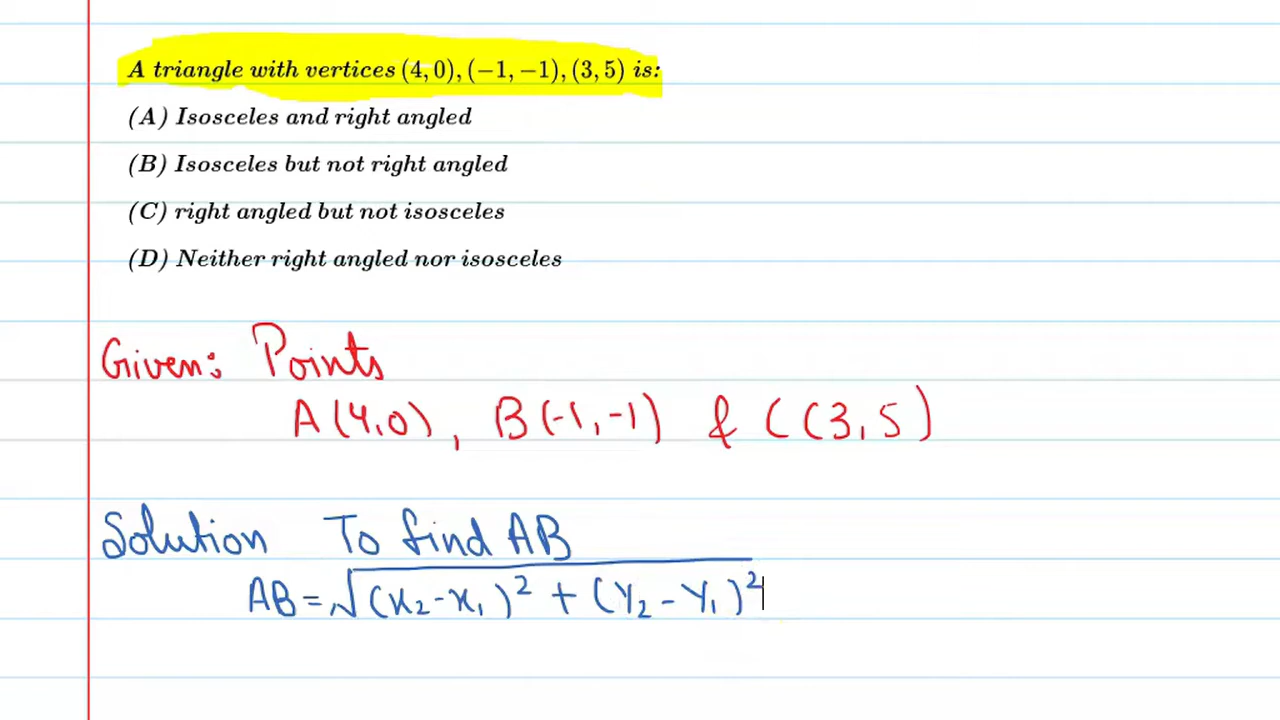 A triangle with vertices (4, 0), (−1, −1), (3, 5) is:
(A) Isosceles and right angled
(B) Isosceles but not right angled
(C) right angled but not isosceles
(D) Neither right angled nor isosceles
Given: Points
A(4,0), B(-1,-1) & C(3,5)
Solution To find AB
AB=√(x₂-x₁)² + (y₂-y₁)²